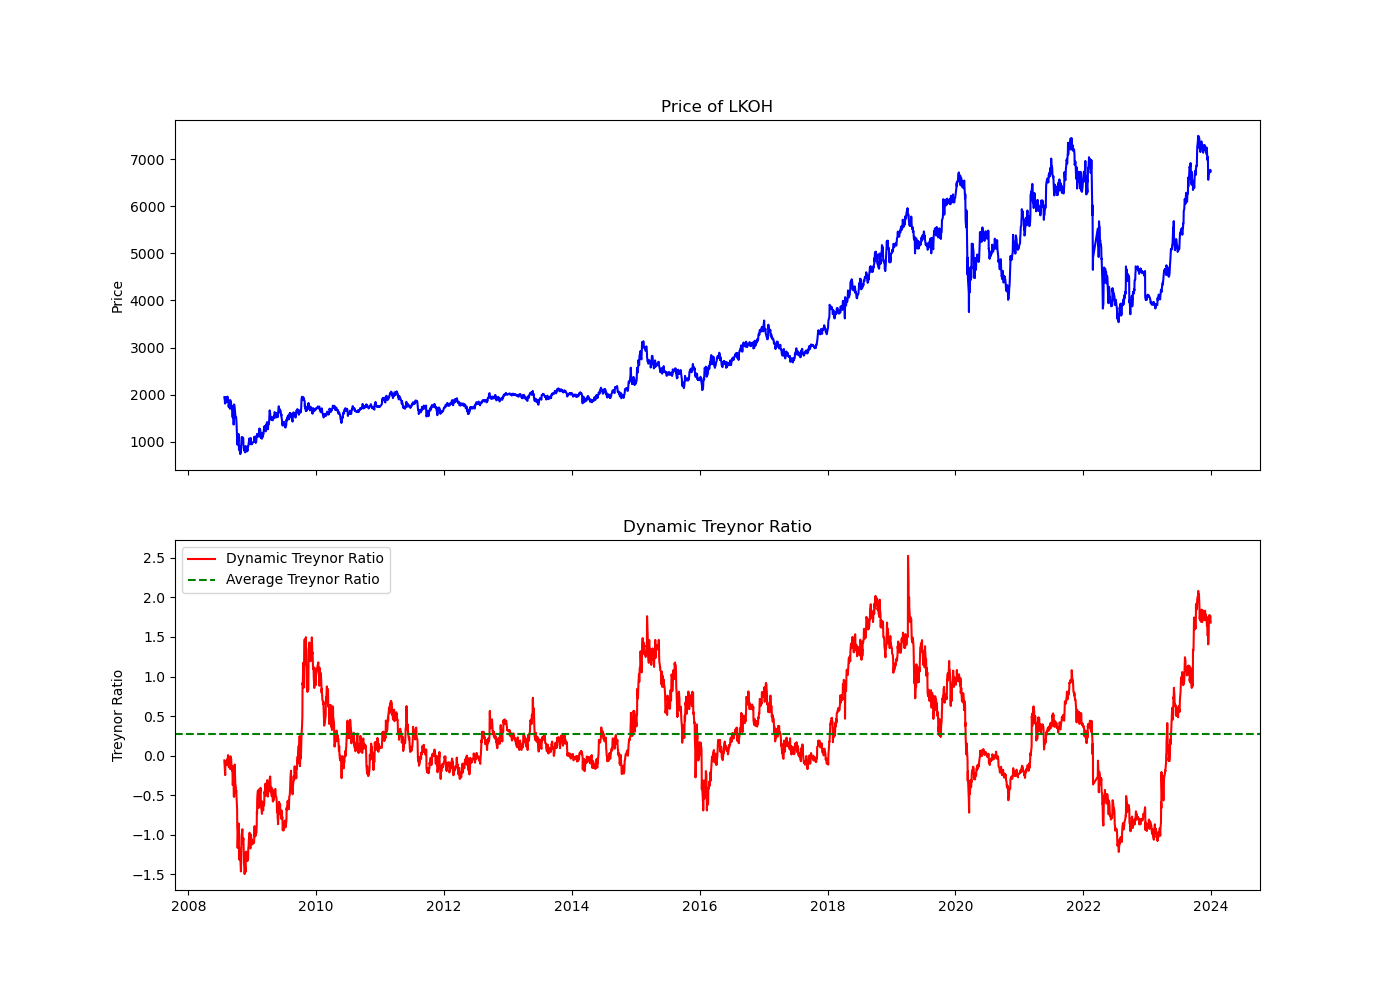 Price of LKOH
7000
6000
5000
4000
3000
2000
1000
Price
Dynamic Treynor Ratio
Dynamic Treynor Ratio
Average Treynor Ratio
2.5
2.0
1.5
1.0
0.5
0.0
−0.5
−1.0
−1.5
Treynor Ratio
2008 2010 2012 2014 2016 2018 2020 2022 2024